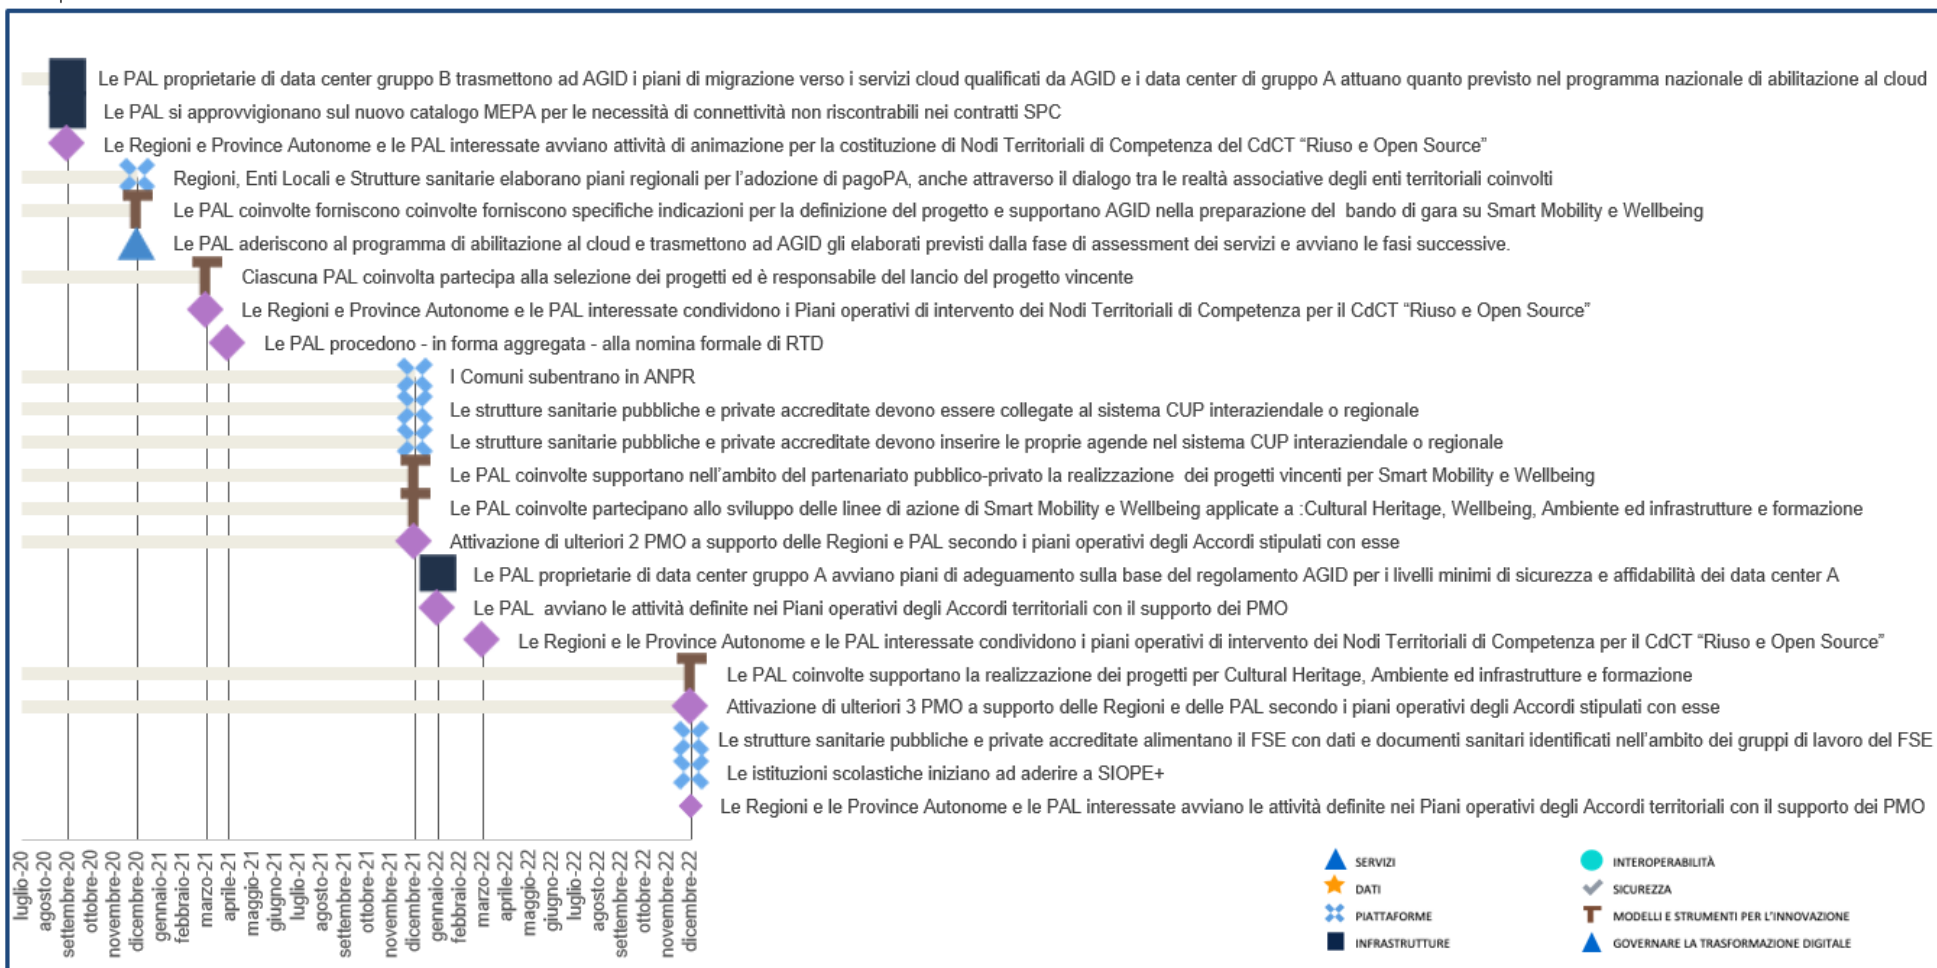 Le PAL proprietarie di data center gruppo B trasmettono ad AGID i piani di migrazione verso i servizi cloud qualificati da AGID e i data center di gruppo A attuano quanto previsto nel programma nazionale di abilitazione al cloud
Le PAL si approvvigionano sul nuovo catalogo MEPA per le necessità di connettività non riscontrabili nei contratti SPC
Le Regioni e Province Autonome e le PAL interessate avviano attività di animazione per la costituzione di Nodi Territoriali di Competenza del CdCT “Riuso e Open Source”
Regioni, Enti Locali e Strutture sanitarie elaborano piani regionali per l’adozione di pagoPA, anche attraverso il dialogo tra le realtà associative degli enti territoriali coinvolti
Le PAL coinvolte forniscono coinvolte forniscono specifiche indicazioni per la definizione del progetto e supportano AGID nella preparazione del bando di gara su Smart Mobility e Wellbeing
Le PAL aderiscono al programma di abilitazione al cloud e trasmettono ad AGID gli elaborati previsti dalla fase di assessment dei servizi e avviano le fasi successive.
Ciascuna PAL coinvolta partecipa alla selezione dei progetti ed è responsabile del lancio del progetto vincente
Le Regioni e Province Autonome e le PAL interessate condividono i Piani operativi di intervento dei Nodi Territoriali di Competenza per il CdCT “Riuso e Open Source”
Le PAL procedono - in forma aggregata - alla nomina formale di RTD
I Comuni subentrano in ANPR
Le strutture sanitarie pubbliche e private accreditate devono essere collegate al sistema CUP interaziendale o regionale
Le strutture sanitarie pubbliche e private accreditate devono inserire le proprie agende nel sistema CUP interaziendale o regionale
Le PAL coinvolte supportano nell’ambito del partenariato pubblico-privato la realizzazione dei progetti vincenti per Smart Mobility e Wellbeing
Le PAL coinvolte partecipano allo sviluppo delle linee di azione di Smart Mobility e Wellbeing applicate a :Cultural Heritage, Wellbeing, Ambiente ed infrastrutture e formazione
Attivazione di ulteriori 2 PMO a supporto delle Regioni e PAL secondo i piani operativi degli Accordi stipulati con esse
Le PAL proprietarie di data center gruppo A avviano piani di adeguamento sulla base del regolamento AGID per i livelli minimi di sicurezza e affidabilità dei data center A
Le PAL avviano le attività definite nei Piani operativi degli Accordi territoriali con il supporto dei PMO
Le Regioni e le Province Autonome e le PAL interessate condividono i piani operativi di intervento dei Nodi Territoriali di Competenza per il CdCT “Riuso e Open Source”
Le PAL coinvolte supportano la realizzazione dei progetti per Cultural Heritage, Ambiente ed infrastrutture e formazione
Attivazione di ulteriori 3 PMO a supporto delle Regioni e delle PAL secondo i piani operativi degli Accordi stipulati con esse
Le strutture sanitarie pubbliche e private accreditate alimentano il FSE con dati e documenti sanitari identificati nell’ambito dei gruppi di lavoro del FSE
Le istituzioni scolastiche iniziano ad aderire a SIOPE+
Le Regioni e le Province Autonome e le PAL interessate avviano le attività definite nei Piani operativi degli Accordi territoriali con il supporto dei PMO
luglio-20
agosto-20
settembre-20
ottobre-20
novembre-20
dicembre-20
gennaio-21
febbraio-21
marzo-21
aprile-21
maggio-21
giugno-21
luglio-21
agosto-21
settembre-21
ottobre-21
novembre-21
dicembre-21
gennaio-22
febbraio-22
marzo-22
aprile-22
maggio-22
giugno-22
luglio-22
agosto-22
settembre-22
ottobre-22
novembre-22
dicembre-22
SERVIZI
DATI
PIATTAFORME
INFRASTRUTTURE
INTEROPERABILITÀ
SICUREZZA
MODELLI E STRUMENTI PER L’INNOVAZIONE
GOVERNARE LA TRASFORMAZIONE DIGITALE